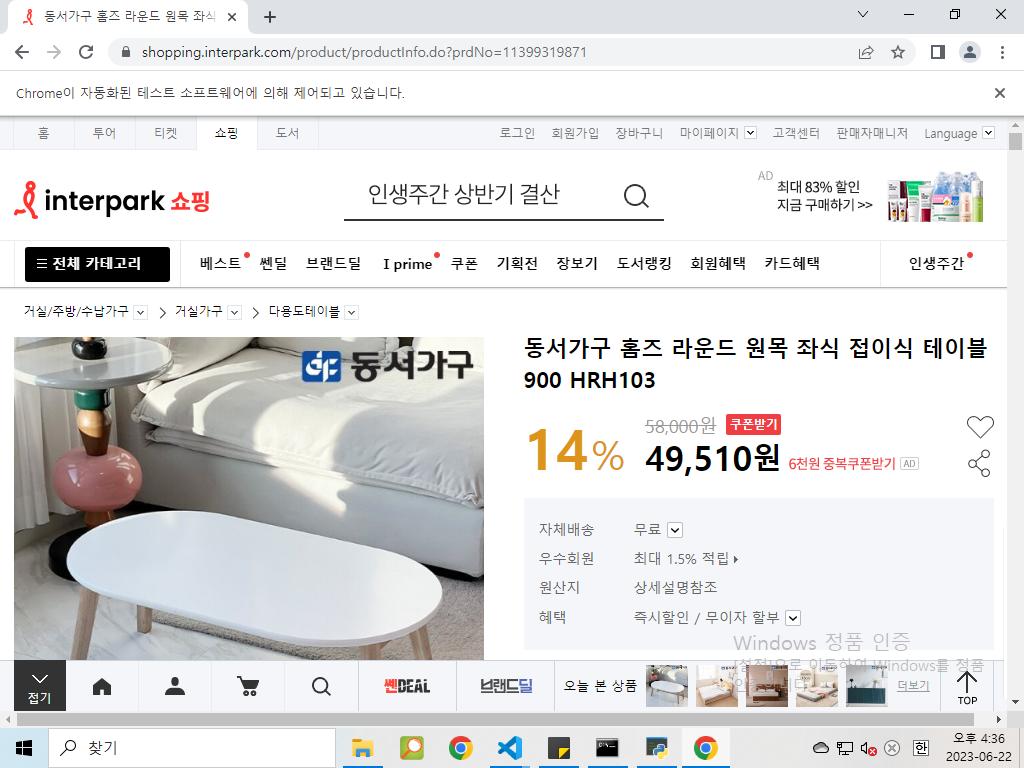 동서가구 홈즈 라운드 원목 좌식
shopping.interpark.com/product/productInfo.do?prdNo=11399319871
Chrome이 자동화된 테스트 소프트웨어에 의해 제어되고 있습니다.
홈 투어 티켓 쇼핑 도서 로그인 회원가입 장바구니 마이페이지 고객센터 판매자매니저 Language
interpark 쇼핑
인생주간 상반기 결산
AD
최대 83% 할인
지금 구매하기 >>
전체 카테고리 베스트 쎈딜 브랜드딜 I prime 쿠폰 기획전 장보기 도서랭킹 회원혜택 카드혜택 인생주간
거실/주방/수납가구 거실가구 다용도테이블
동서가구
동서가구 홈즈 라운드 원목 좌식 접이식 테이블
900 HRH103
14%
58,000원 쿠폰받기
49,510원 6천원 중복쿠폰받기 AD
자체배송 무료
우수회원 최대 1.5% 적립
원산지 상세설명참조
혜택 즉시할인 / 무이자 할부
Windows 정품 인증
[설정]으로 이동하여 Windows를 정품
접기 쎈DEAL 브랜드딜 오늘 본 상품 더보기 TOP
찾기
한
오후 4:36
2023-06-22